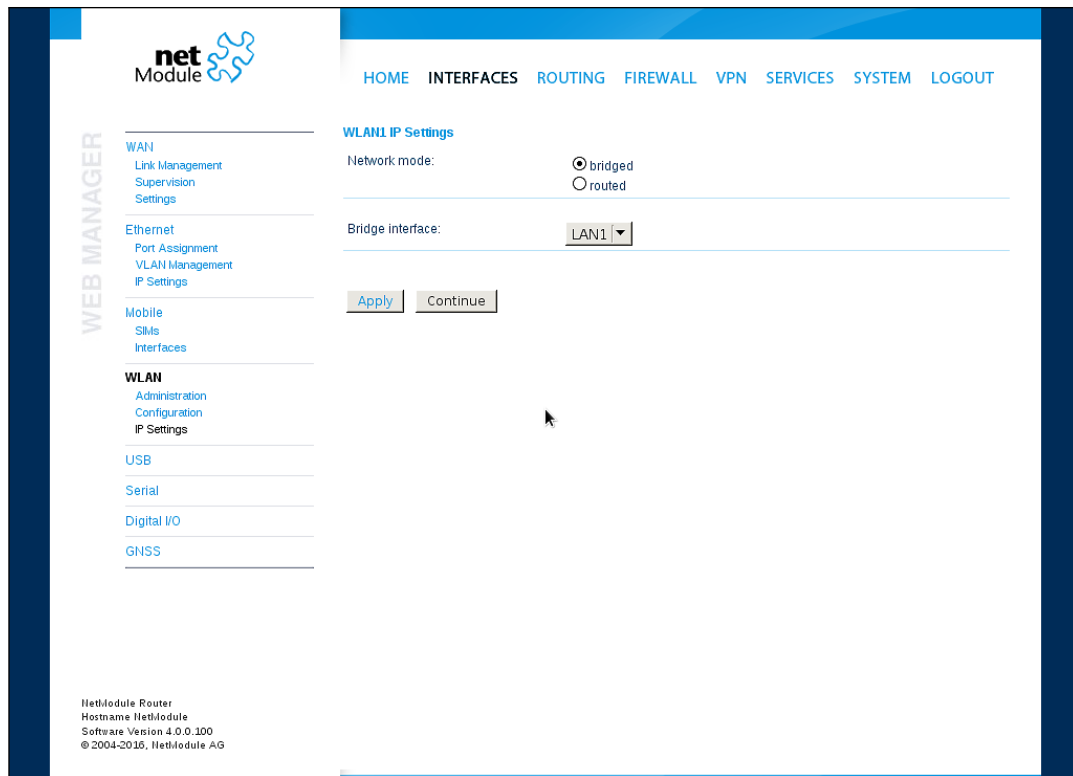 net
Module
HOME INTERFACES ROUTING FIREWALL VPN SERVICES SYSTEM LOGOUT
WEB MANAGER
WAN
Link Management
Supervision
Settings
Ethernet
Port Assignment
VLAN Management
IP Settings
Mobile
SIMs
Interfaces
WLAN
Administration
Configuration
IP Settings
USB
Serial
Digital I/O
GNSS
WLAN1 IP Settings
Network mode:
bridged
routed
Bridge interface:
LAN1
Apply Continue
NetModule Router
Hostname NetModule
Software Version 4.0.0.100
© 2004-2016, NetModule AG